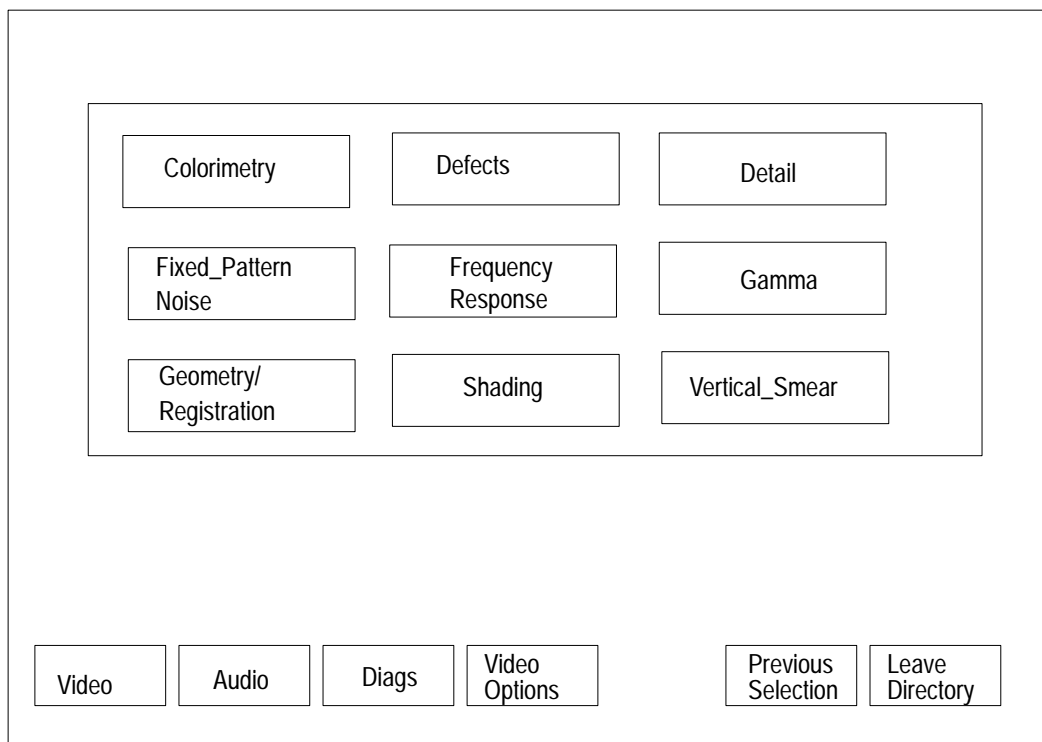 Colorimetry
Defects
Detail
Fixed_Pattern
Noise
Frequency
Response
Gamma
Geometry/
Registration
Shading
Vertical_Smear
Video
Audio
Diags
Video
Options
Previous
Selection
Leave
Directory